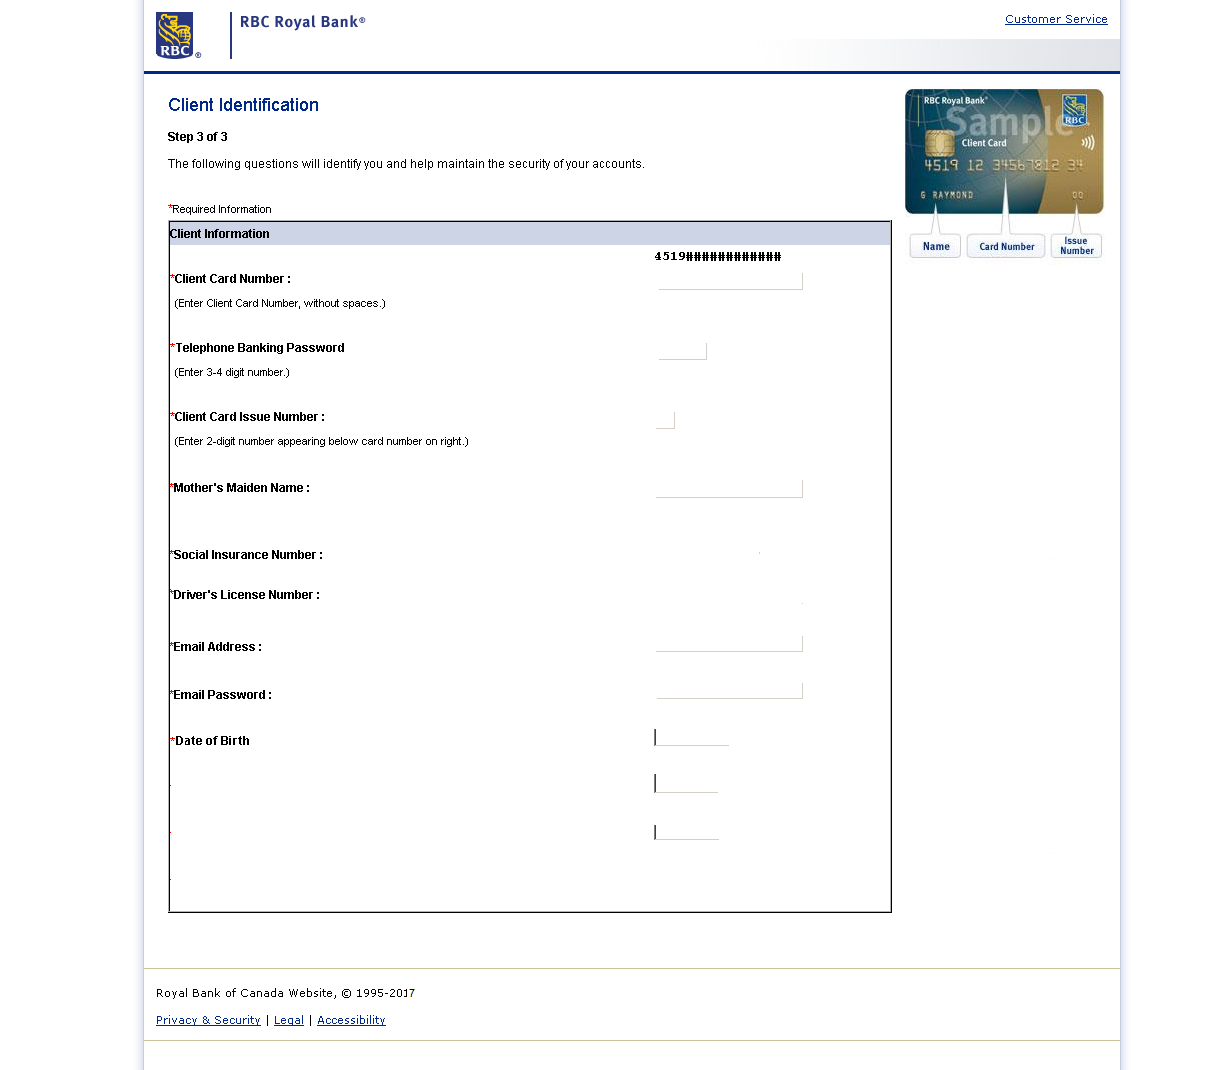 RBC Royal Bank®
Customer Service
RBC ®
Client Identification
Step 3 of 3
The following questions will identify you and help maintain the security of your accounts.
RBC Royal Bank®
RBC
Sample
Client Card
4519 12 34567812 34
G RAYMOND 00
Name Card Number Issue Number
*Required Information
Client Information
4519############
*Client Card Number :
(Enter Client Card Number, without spaces.)
*Telephone Banking Password
(Enter 3-4 digit number.)
*Client Card Issue Number :
(Enter 2-digit number appearing below card number on right.)
*Mother's Maiden Name :
*Social Insurance Number :
*Driver's License Number :
*Email Address :
*Email Password :
*Date of Birth
Royal Bank of Canada Website, © 1995-2017
Privacy & Security | Legal | Accessibility